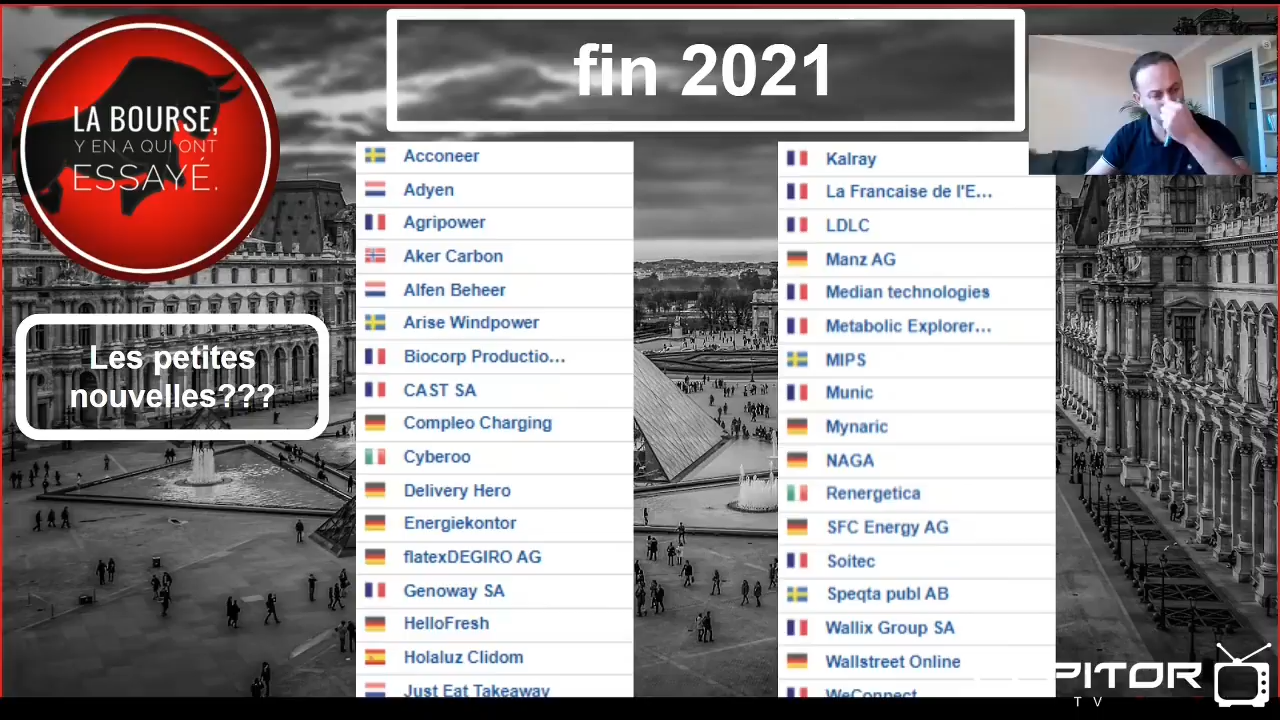 LA BOURSE,
Y EN A QUI ONT
ESSAYÉ.
fin 2021
Les petites
nouvelles???
Acconeer
Adyen
Agripower
Aker Carbon
Alfen Beheer
Arise Windpower
Biocorp Productio...
CAST SA
Compleo Charging
Cyberoo
Delivery Hero
Energiekontor
flatexDEGIRO AG
Genoway SA
HelloFresh
Holaluz Clidom
Just Eat Takeaway
Kalray
La Francaise de l'E...
LDLC
Manz AG
Median technologies
Metabolic Explorer...
MIPS
Munic
Mynaric
NAGA
Renergetica
SFC Energy AG
Soitec
Speqta publ AB
Wallix Group SA
Wallstreet Online
WeConnect
PITOR
TV